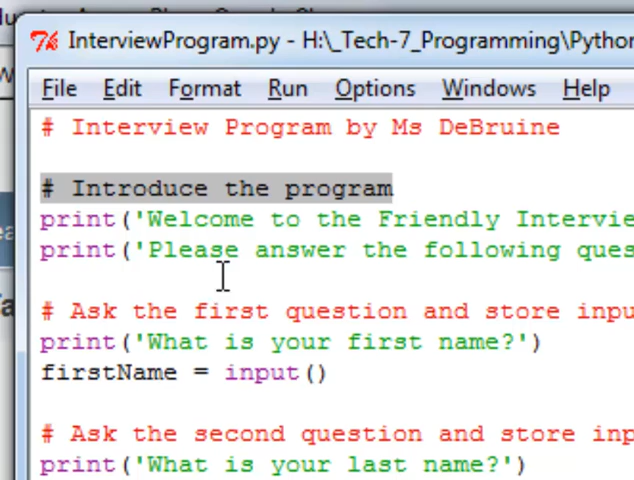 InterviewProgram.py - H:\_Tech-7_Programming\Python
File Edit Format Run Options Windows Help
# Interview Program by Ms DeBruine
# Introduce the program
print('Welcome to the Friendly Intervie
print('Please answer the following ques
# Ask the first question and store inpu
print('What is your first name?')
firstName = input()
# Ask the second question and store inp
print('What is your last name?')